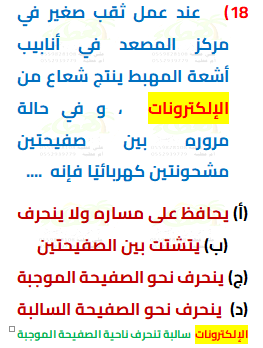 18) عند عمل ثقب صغير في
مركز المصعد في أنابيب
أشعة المهبط ينتج شعاع من
الإلكترونات ، و في حالة
مروره بين صفيحتين
مشحونتين كهربائيًا فإنه ....
(أ) يحافظ على مساره ولا ينحرف
(ب) يتشتت بين الصفيحتين
(ج) ينحرف نحو الصفيحة الموجبة
(د) ينحرف نحو الصفيحة السالبة
الإلكترونات سالبة تنحرف ناحية الصفيحة الموجبة